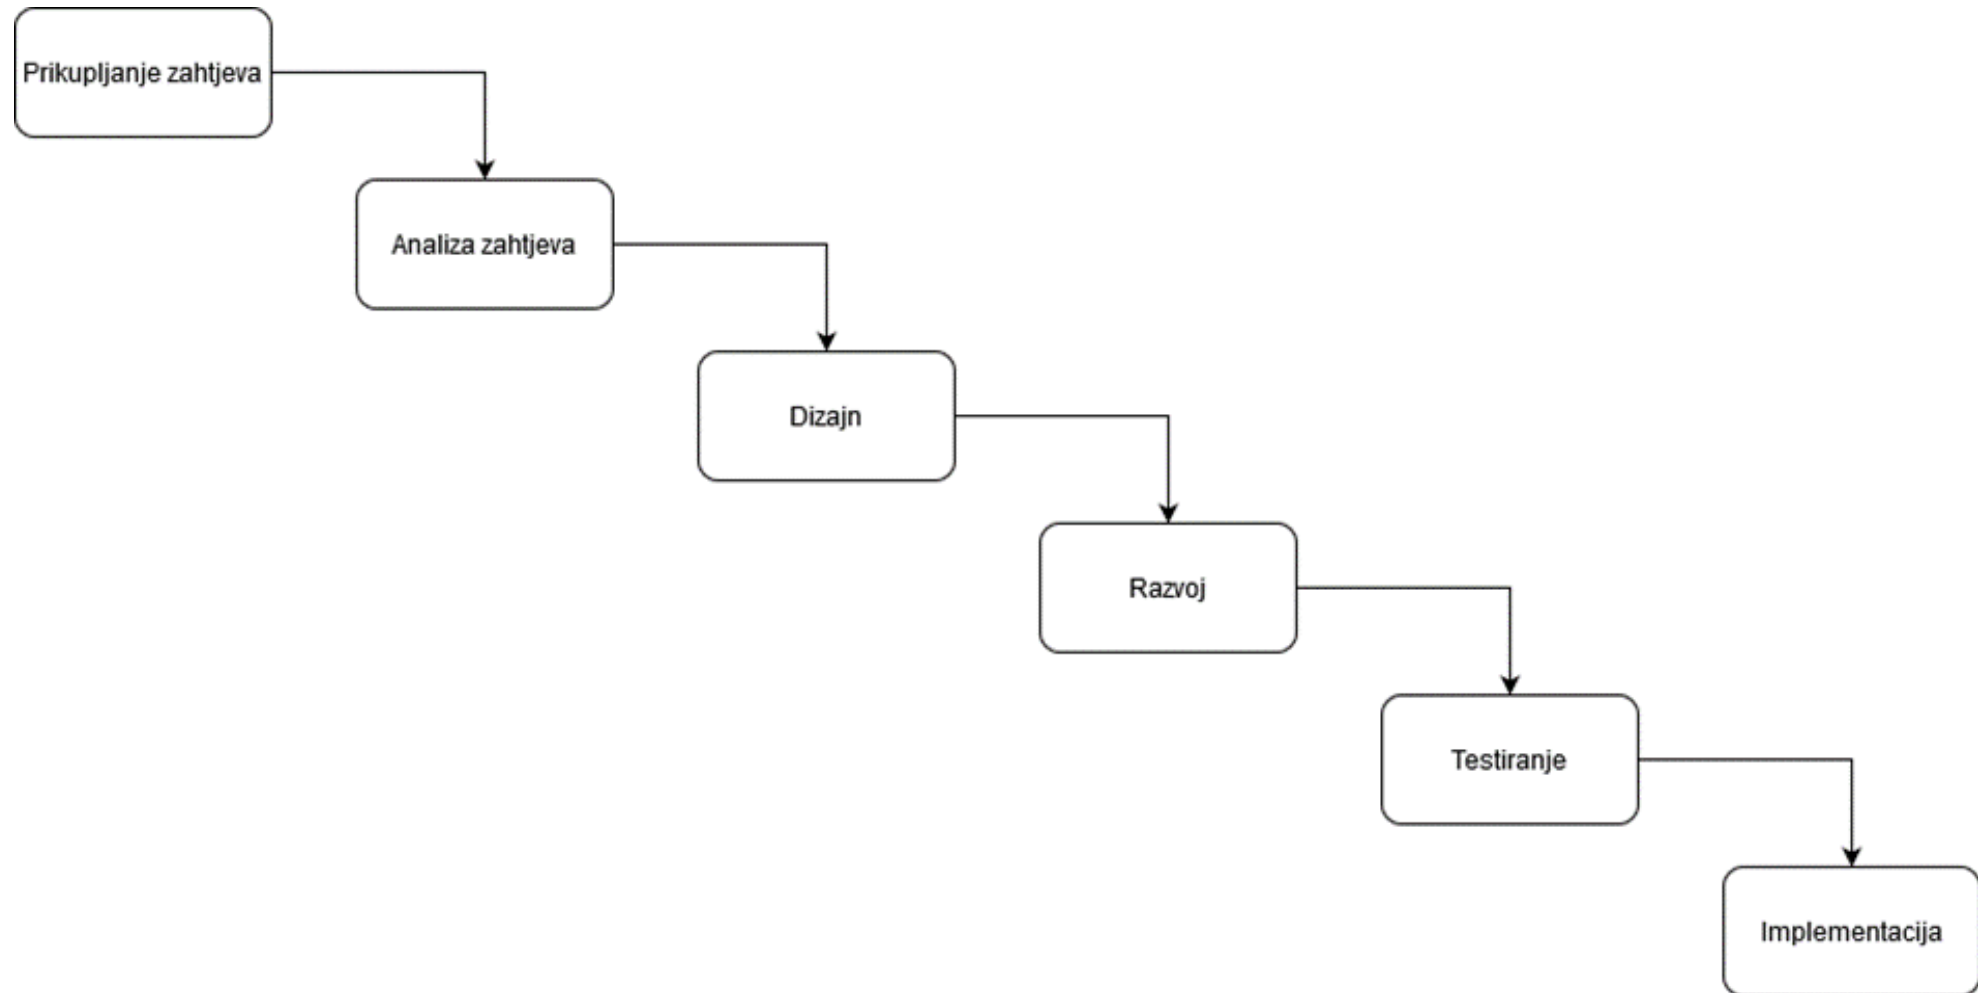 Prikupljanje zahtjeva
Analiza zahtjeva
Dizajn
Razvoj
Testiranje
Implementacija